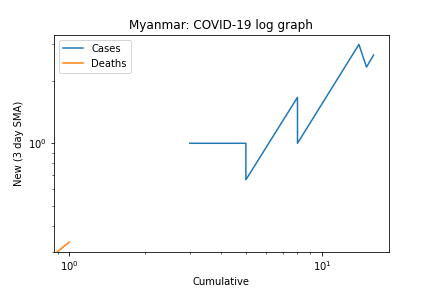 Myanmar: COVID-19 log graph
Cases
Deaths
New (3 day SMA)
10⁰
10⁰
10¹
Cumulative